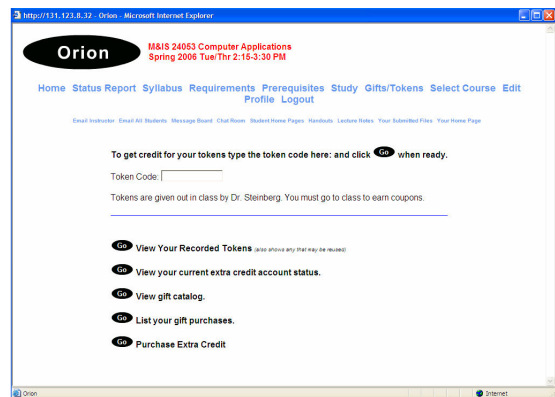 http://131.123.8.32 - Orion - Microsoft Internet Explorer
Orion
M&IS 24053 Computer Applications
Spring 2006 Tue/Thr 2:15-3:30 PM
Home Status Report Syllabus Requirements Prerequisites Study Gifts/Tokens Select Course Edit
Profile Logout
Email Instructor Email All Students Message Board Chat Room Student Home Pages Handouts Lecture Notes Your Submitted Files Your Home Page
To get credit for your tokens type the token code here: and click Go when ready.
Token Code:
Tokens are given out in class by Dr. Steinberg. You must go to class to earn coupons.
Go View Your Recorded Tokens (also shows any that may be reused)
Go View your current extra credit account status.
Go View gift catalog.
Go List your gift purchases.
Go Purchase Extra Credit
Orion Internet